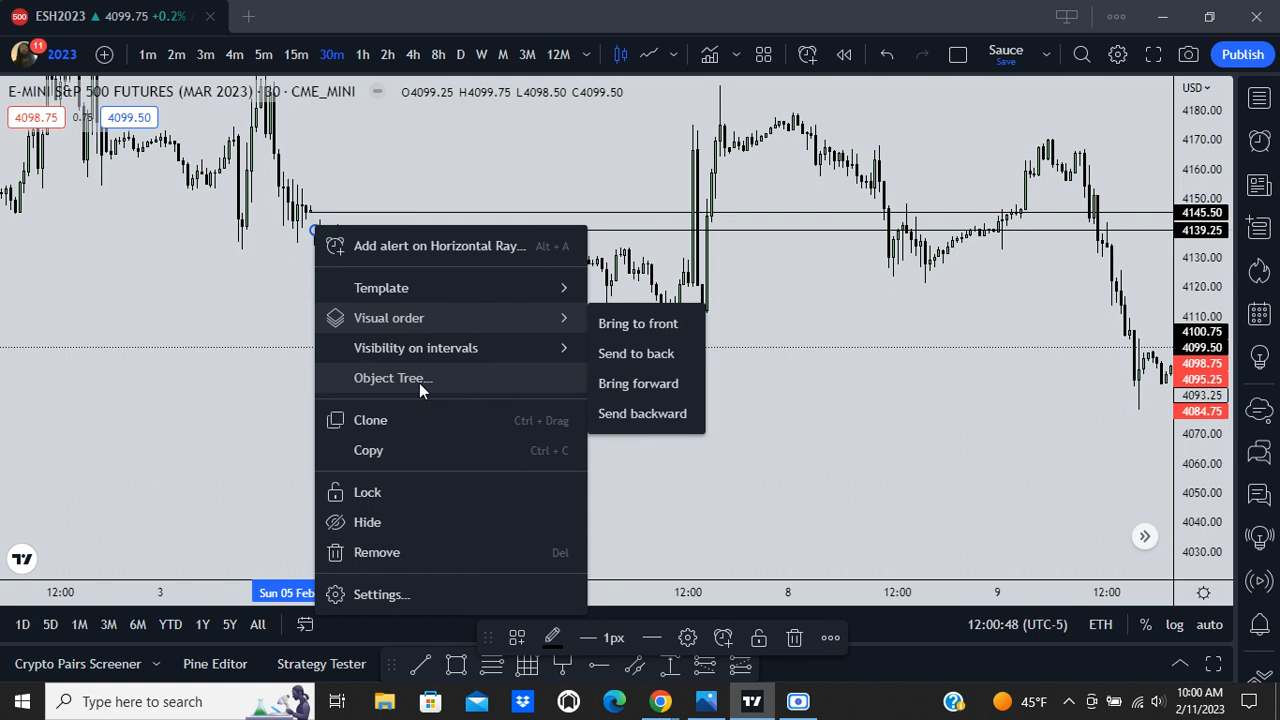 500 ESH2023 ▲ 4099.75 +0.2% /
11
2023 1m 2m 3m 4m 5m 15m 30m 1h 2h 4h 8h D W M 3M 12M Sauce Save Publish
E-MINI S&P 500 FUTURES (MAR 2023) · 30 · CME_MINI O4099.25 H4099.75 L4098.50 C4099.50
4098.75 0.75 4099.50
USD
4180.00
4170.00
4160.00
4150.00
4145.50
4139.25
4130.00
4120.00
4110.00
4100.75
4099.50
4098.75
4095.25
4093.25
4084.75
4070.00
4060.00
4050.00
4040.00
4030.00
Add alert on Horizontal Ray... Alt + A
Template
Visual order
Visibility on intervals
Object Tree...
Clone Ctrl + Drag
Copy Ctrl + C
Lock
Hide
Remove Del
Settings...
Bring to front
Send to back
Bring forward
Send backward
12:00 3 Sun 05 Feb 12:00 8 12:00 9 12:00
1D 5D 1M 3M 6M YTD 1Y 5Y All 12:00:48 (UTC-5) ETH % log auto
1px
Crypto Pairs Screener Pine Editor Strategy Tester
Type here to search 45°F 10:00 AM
2/11/2023